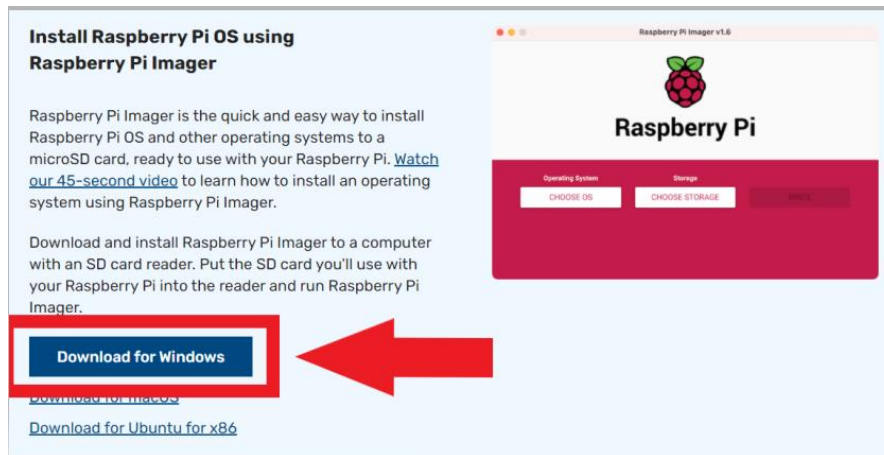 Install Raspberry Pi OS using
Raspberry Pi Imager
Raspberry Pi Imager is the quick and easy way to install
Raspberry Pi OS and other operating systems to a
microSD card, ready to use with your Raspberry Pi. Watch
our 45-second video to learn how to install an operating
system using Raspberry Pi Imager.
Download and install Raspberry Pi Imager to a computer
with an SD card reader. Put the SD card you'll use with
your Raspberry Pi into the reader and run Raspberry Pi
Imager.
Download for Windows
Download for macOS
Download for Ubuntu for x86
Raspberry Pi Imager v1.6
Raspberry Pi
Operating System Storage
CHOOSE OS CHOOSE STORAGE WRITE